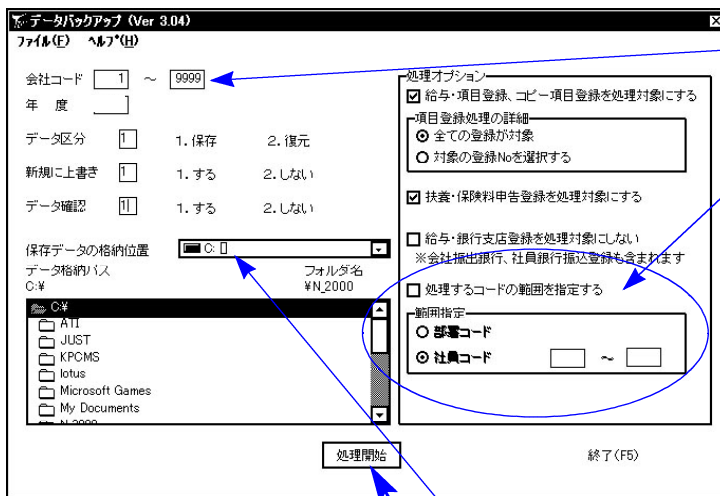 データバックアップ (Ver 3.04)
ファイル(F) ヘルプ(H)
会社コード 1 ～ 9999
年 度
データ区分 1 1.保存 2.復元
新規に上書き 1 1.する 2.しない
データ確認 1 1.する 2.しない
保存データの格納位置 C: []
データ格納パス フォルダ名
C:¥ ¥N_2000
C:¥
ATI
JUST
KPCMS
lotus
Microsoft Games
My Documents
N_2000
処理オプション
給与・項目登録、コピー項目登録を処理対象にする
項目登録処理の詳細
全ての登録が対象
対象の登録Noを選択する
扶養・保険料申告登録を処理対象にする
給与・銀行支店登録を処理対象にしない
※会社振出銀行、社員銀行振込登録も含まれます
処理するコードの範囲を指定する
範囲指定
部署コード
社員コード ～
処理開始 終了(F5)